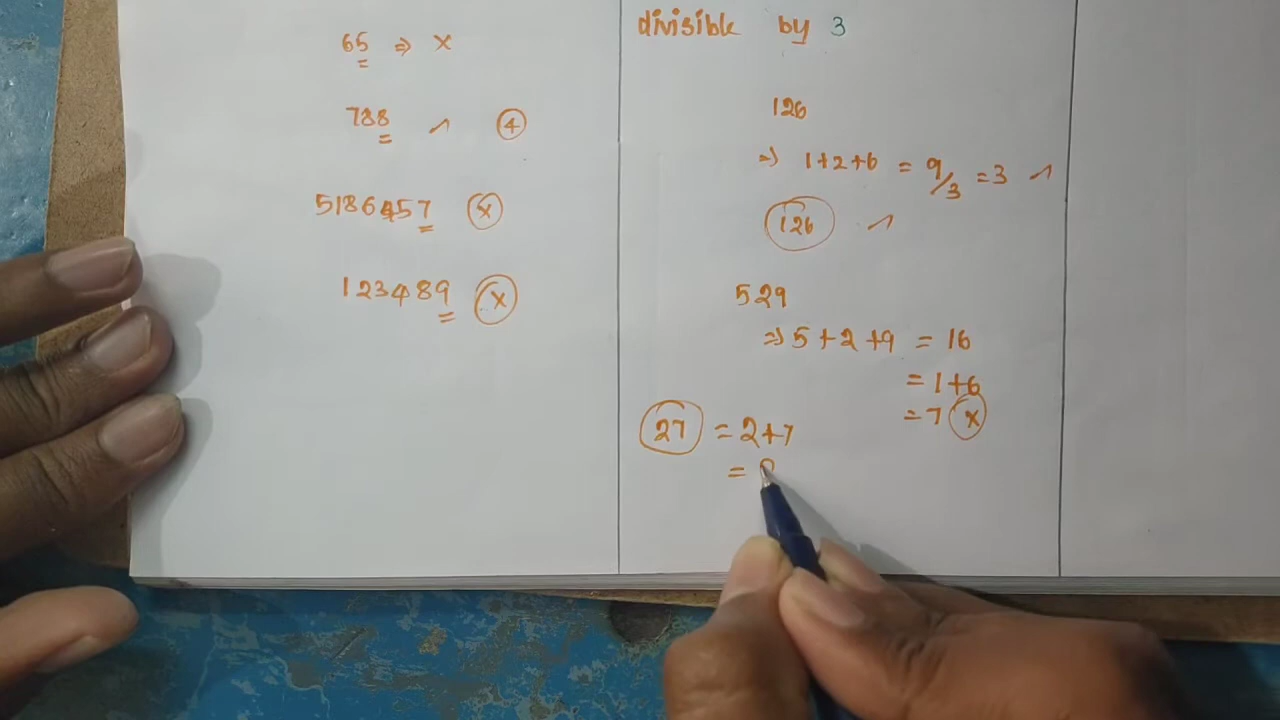 65 ⇒ ×
788 ✓ 4
5186457 ×
123489 ×
divisible by 3
126
⇒ 1+2+6 = 9/3 = 3 ✓
126 ✓
529
⇒ 5+2+9 = 16
= 1+6
= 7 ×
27 = 2+7
=